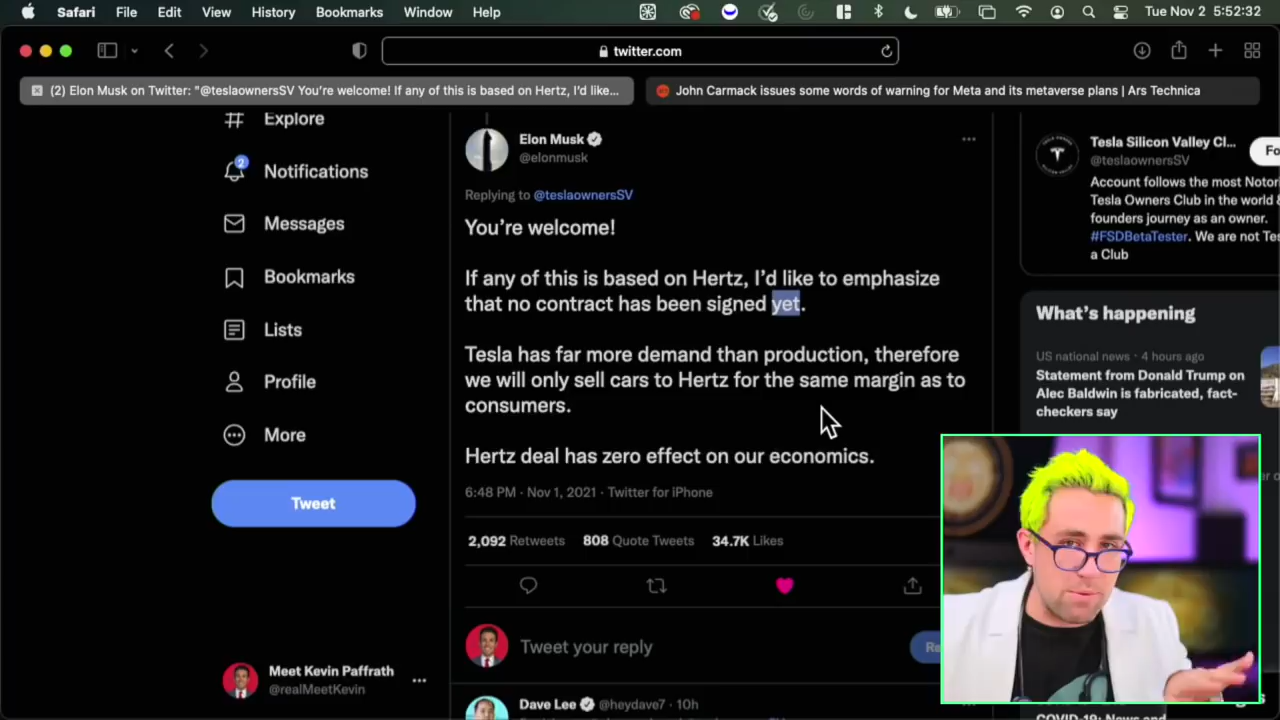 Safari File Edit View History Bookmarks Window Help Tue Nov 2 5:52:32
twitter.com
(2) Elon Musk on Twitter: "@teslaownersSV You’re welcome! If any of this is based on Hertz, I’d like...
John Carmack issues some words of warning for Meta and its metaverse plans | Ars Technica
Explore
2
Notifications
Messages
Bookmarks
Lists
Profile
More
Tweet
Meet Kevin Paffrath
@realMeetKevin
Elon Musk
@elonmusk
Replying to @teslaownersSV
You’re welcome!
If any of this is based on Hertz, I’d like to emphasize
that no contract has been signed yet.
Tesla has far more demand than production, therefore
we will only sell cars to Hertz for the same margin as to
consumers.
Hertz deal has zero effect on our economics.
6:48 PM · Nov 1, 2021 · Twitter for iPhone
2,092 Retweets 808 Quote Tweets 34.7K Likes
Tweet your reply
Re
Dave Lee @heydave7 · 10h
Tesla Silicon Valley Cl...
@teslaownersSV
Fo
Account follows the most Notor
Tesla Owners Club in the world &
founders journey as an owner.
#FSDBetaTester. We are not Tes
a Club
What’s happening
US national news · 4 hours ago
Statement from Donald Trump on
Alec Baldwin is fabricated, fact-
checkers say
COVID-19: News and